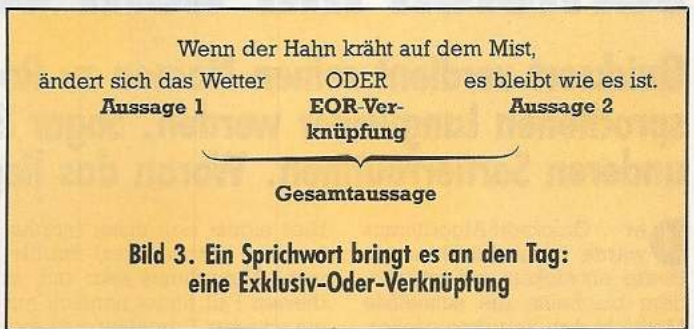 Wenn der Hahn kräht auf dem Mist,
ändert sich das Wetter ODER es bleibt wie es ist.
Aussage 1 EOR-Ver- Aussage 2
knüpfung
Gesamtaussage
Bild 3. Ein Sprichwort bringt es an den Tag:
eine Exklusiv-Oder-Verknüpfung